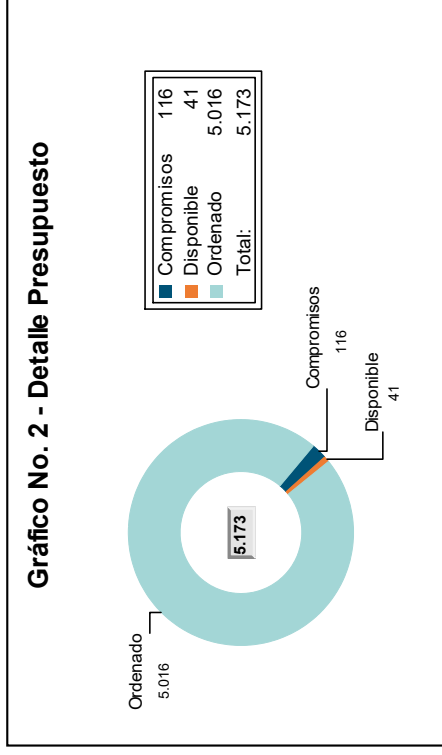 Gráfico No. 2 - Detalle Presupuesto
Ordenado
5.016
5.173
Compromisos
116
Disponible
41
Compromisos 116
Disponible 41
Ordenado 5.016
Total: 5.173